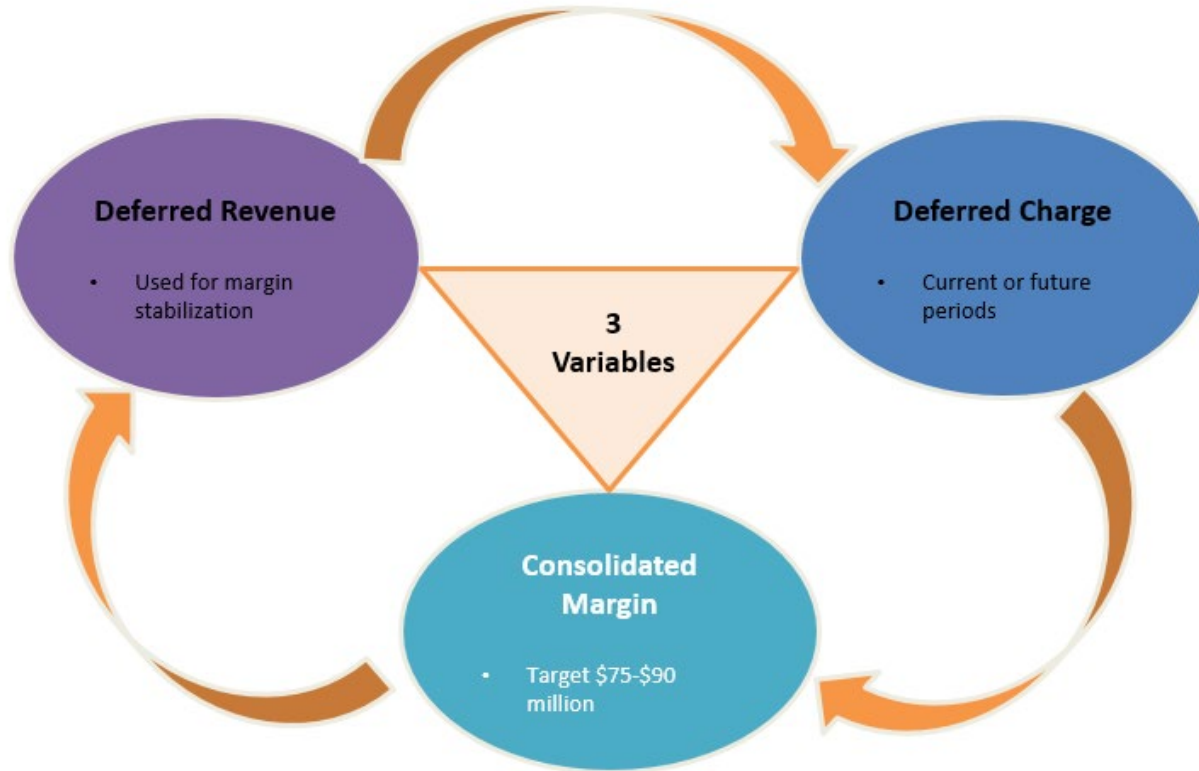 Deferred Revenue
• Used for margin
stabilization
Deferred Charge
• Current or future
periods
3
Variables
Consolidated
Margin
• Target $75-$90
million